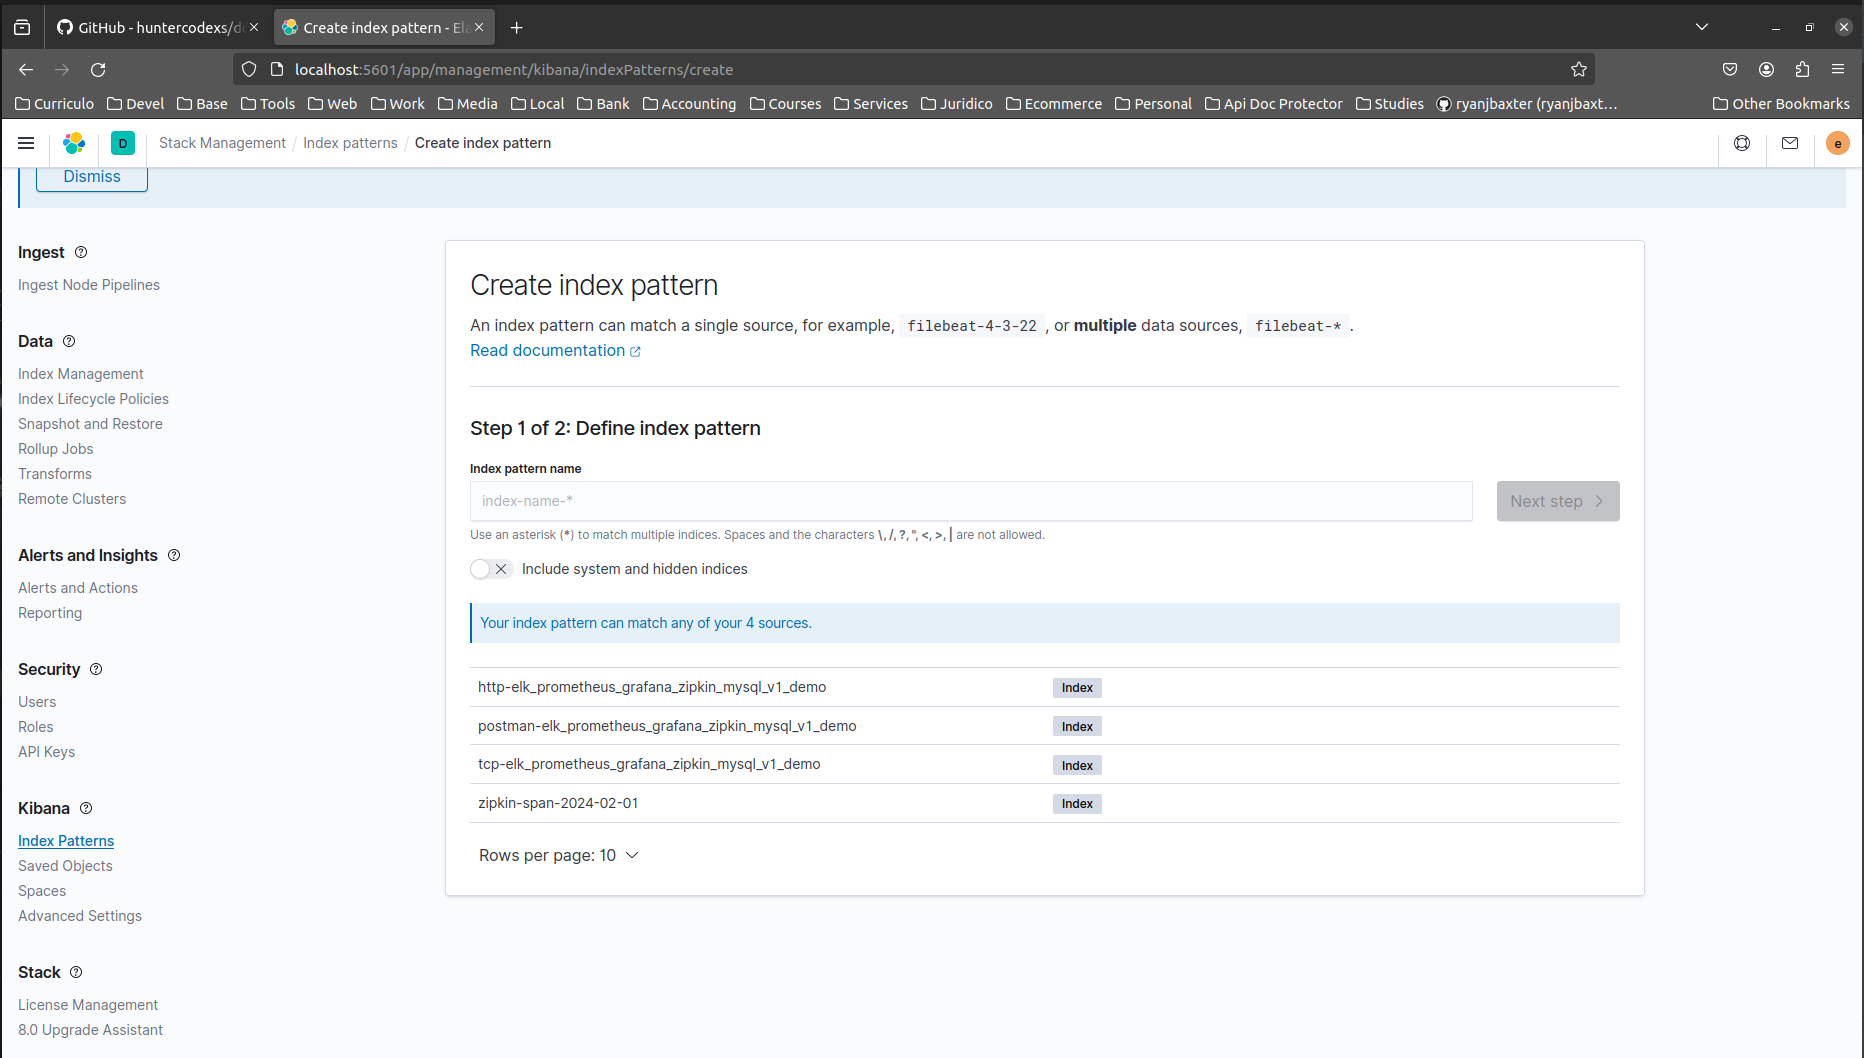 GitHub - huntercodexs/d
Create index pattern - Ela
localhost:5601/app/management/kibana/indexPatterns/create
Curriculo Devel Base Tools Web Work Media Local Bank Accounting Courses Services Juridico Ecommerce Personal Api Doc Protector Studies ryanjbaxter (ryanjbaxt… Other Bookmarks
D Stack Management / Index patterns / Create index pattern e
Dismiss
Ingest
Ingest Node Pipelines
Data
Index Management
Index Lifecycle Policies
Snapshot and Restore
Rollup Jobs
Transforms
Remote Clusters
Alerts and Insights
Alerts and Actions
Reporting
Security
Users
Roles
API Keys
Kibana
Index Patterns
Saved Objects
Spaces
Advanced Settings
Stack
License Management
8.0 Upgrade Assistant
Create index pattern
An index pattern can match a single source, for example, filebeat-4-3-22 , or multiple data sources, filebeat-* .
Read documentation
Step 1 of 2: Define index pattern
Index pattern name
index-name-*
Next step
Use an asterisk (*) to match multiple indices. Spaces and the characters \, /, ?, ", <, >, | are not allowed.
Include system and hidden indices
Your index pattern can match any of your 4 sources.
http-elk_prometheus_grafana_zipkin_mysql_v1_demo Index
postman-elk_prometheus_grafana_zipkin_mysql_v1_demo Index
tcp-elk_prometheus_grafana_zipkin_mysql_v1_demo Index
zipkin-span-2024-02-01 Index
Rows per page: 10